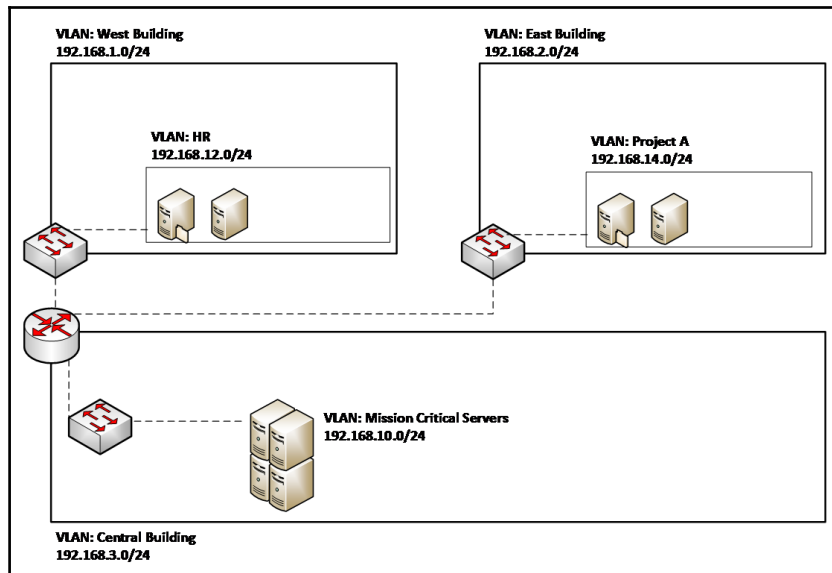 VLAN: West Building
192.168.1.0/24
VLAN: East Building
192.168.2.0/24
VLAN: HR
192.168.12.0/24
VLAN: Project A
192.168.14.0/24
VLAN: Mission Critical Servers
192.168.10.0/24
VLAN: Central Building
192.168.3.0/24